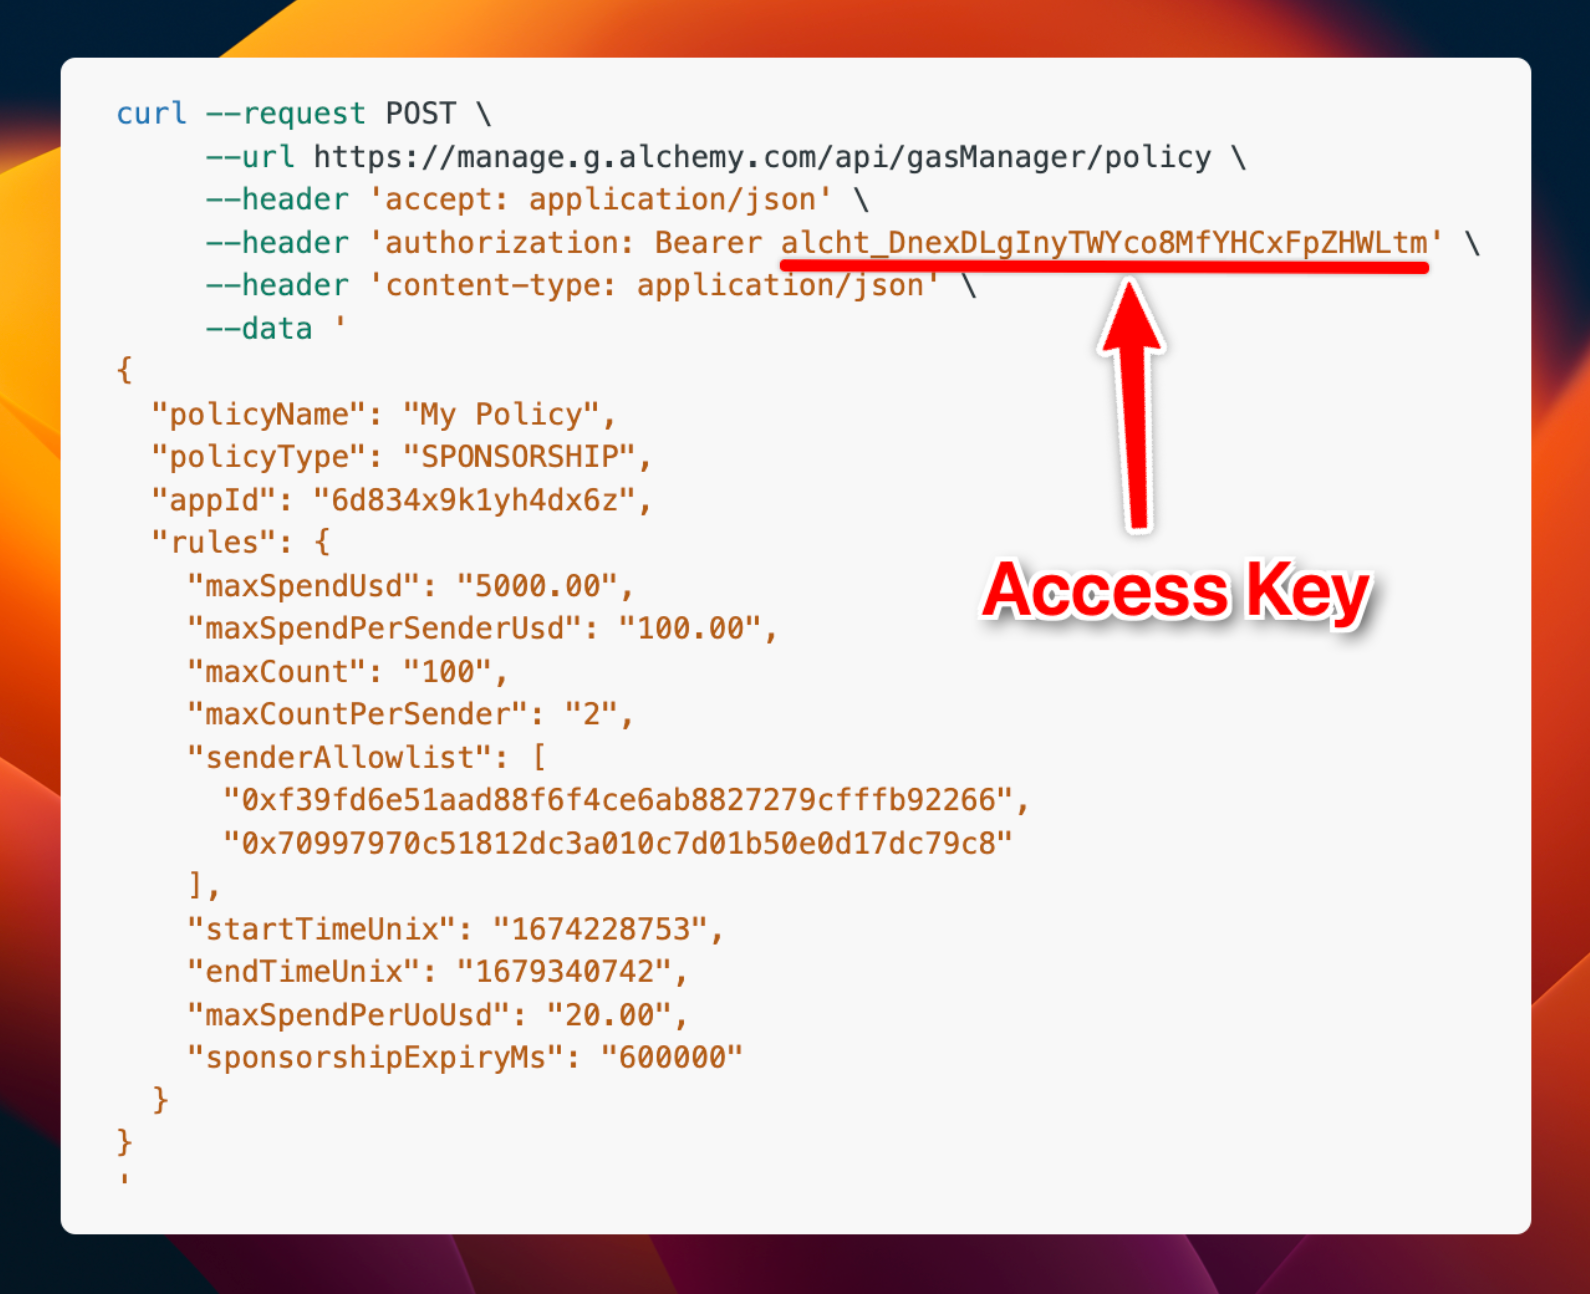 curl --request POST \
--url https://manage.g.alchemy.com/api/gasManager/policy \
--header 'accept: application/json' \
--header 'authorization: Bearer alcht_DnexDLgInyTWYco8MfYHCxFpZHWLtm' \
--header 'content-type: application/json' \
--data '
{
"policyName": "My Policy",
"policyType": "SPONSORSHIP",
"appId": "6d834x9k1yh4dx6z",
"rules": {
"maxSpendUsd": "5000.00",
"maxSpendPerSenderUsd": "100.00",
"maxCount": "100",
"maxCountPerSender": "2",
"senderAllowlist": [
"0xf39fd6e51aad88f6f4ce6ab8827279cfffb92266",
"0x70997970c51812dc3a010c7d01b50e0d17dc79c8"
],
"startTimeUnix": "1674228753",
"endTimeUnix": "1679340742",
"maxSpendPerUoUsd": "20.00",
"sponsorshipExpiryMs": "600000"
}
}
'
Access Key